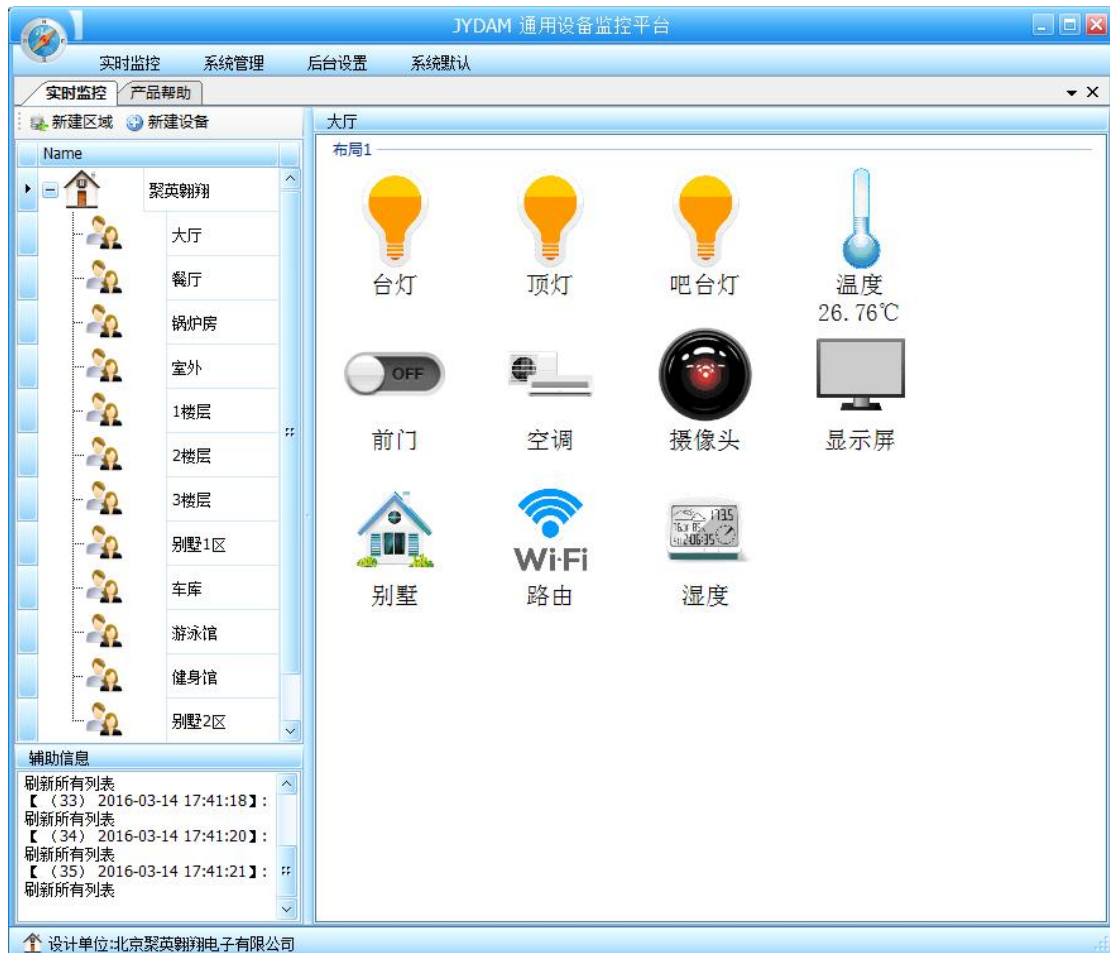 JYDAM 通用设备监控平台
实时监控 系统管理 后台设置 系统默认
实时监控 产品帮助
新建区域 新建设备
Name
聚英翱翔
大厅
餐厅
锅炉房
室外
1楼层
2楼层
3楼层
别墅1区
车库
游泳馆
健身馆
别墅2区
辅助信息
刷新所有列表
【（33） 2016-03-14 17:41:18】:
刷新所有列表
【（34） 2016-03-14 17:41:20】:
刷新所有列表
【（35） 2016-03-14 17:41:21】:
刷新所有列表
大厅
布局1
台灯 顶灯 吧台灯 温度
26.76℃
OFF
前门 空调 摄像头 显示屏
Wi-Fi
别墅 路由 湿度
设计单位:北京聚英翱翔电子有限公司